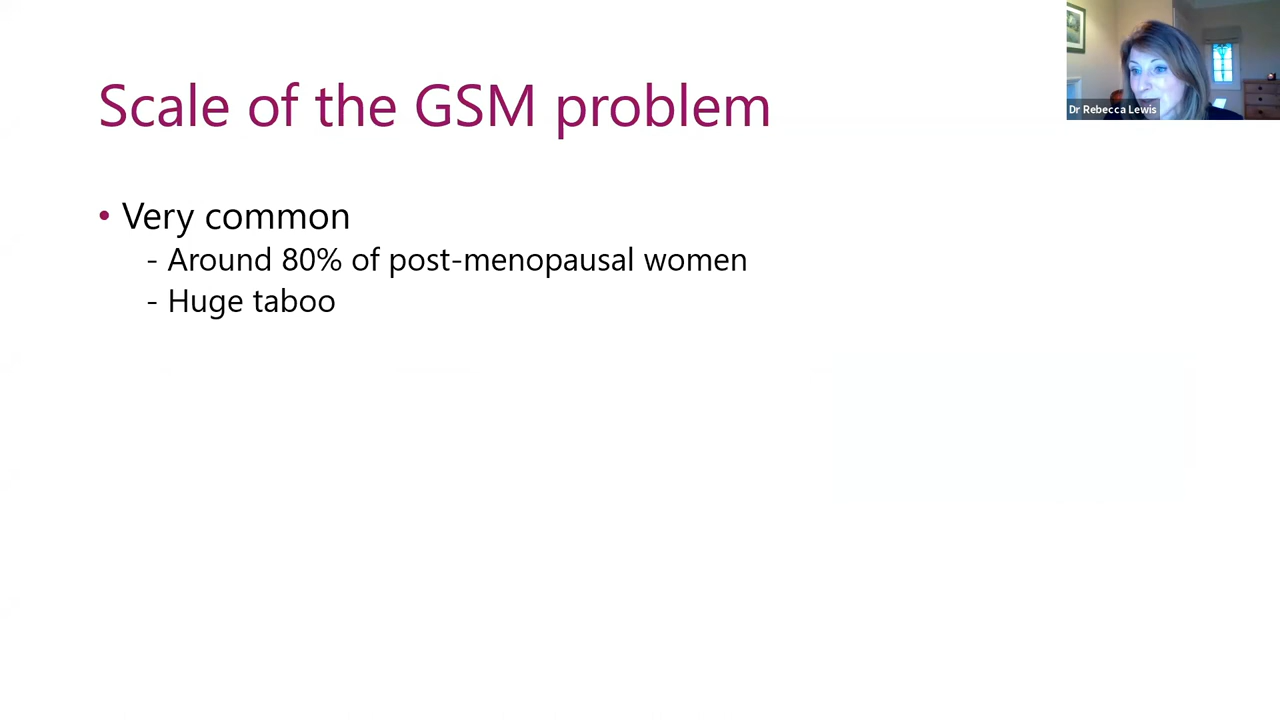 Scale of the GSM problem
Dr Rebecca Lewis
• Very common
- Around 80% of post-menopausal women
- Huge taboo